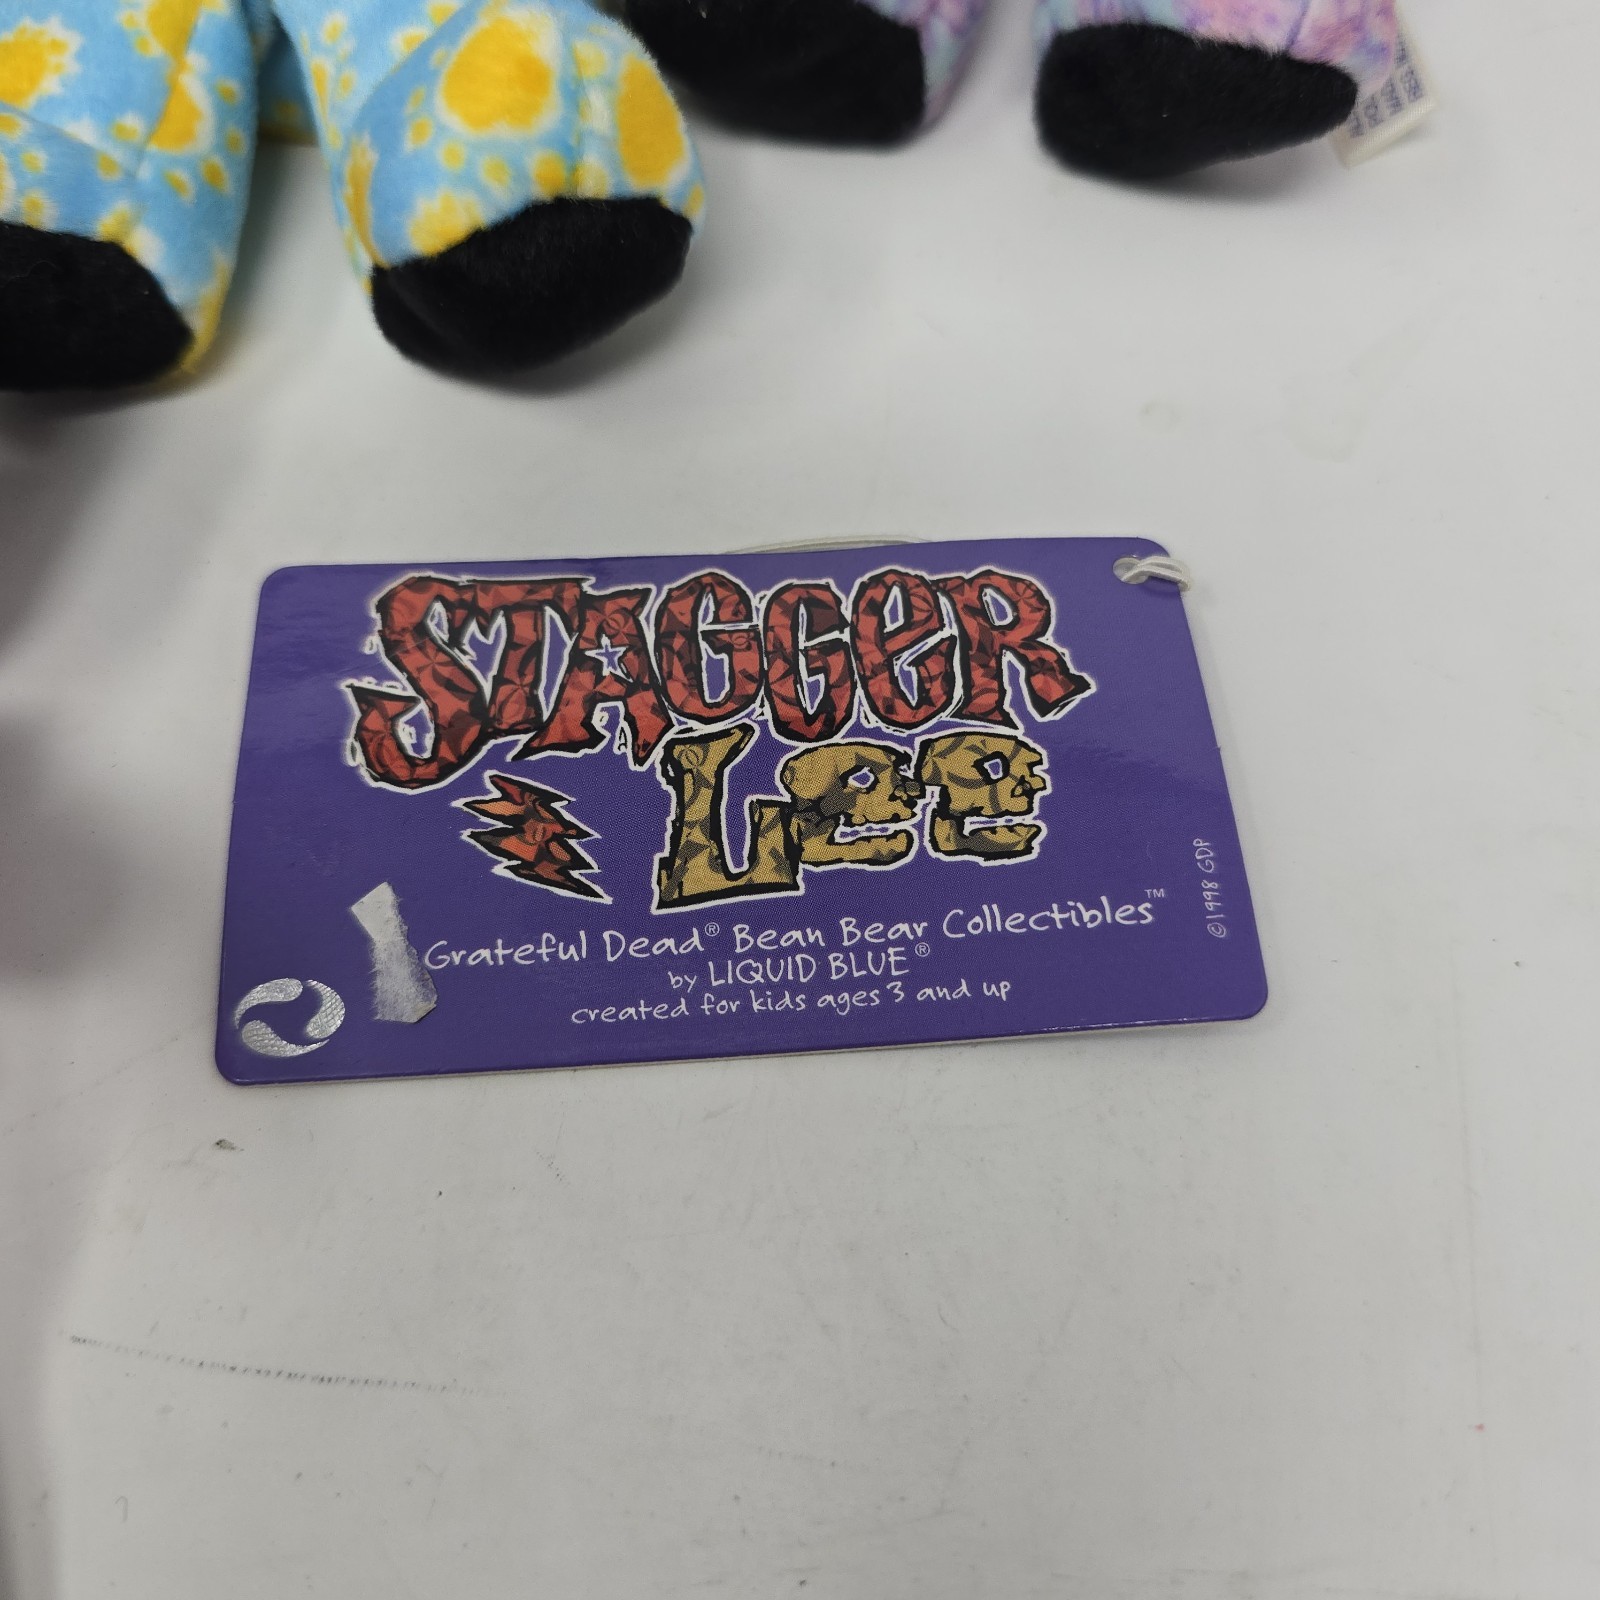 STAGGER
Lee
Grateful Dead® Bean Bear Collectibles™
by LIQUID BLUE®
created for kids ages 3 and up
©1998 GDP